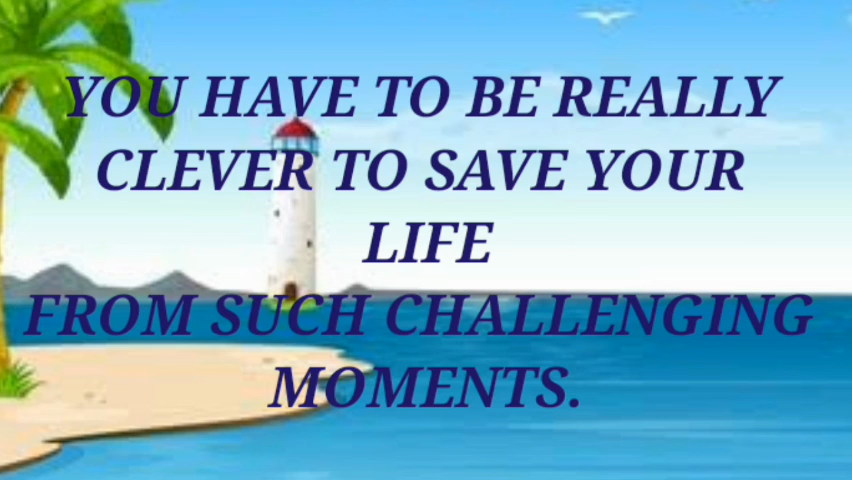 YOU HAVE TO BE REALLY
CLEVER TO SAVE YOUR
LIFE
FROM SUCH CHALLENGING
MOMENTS.